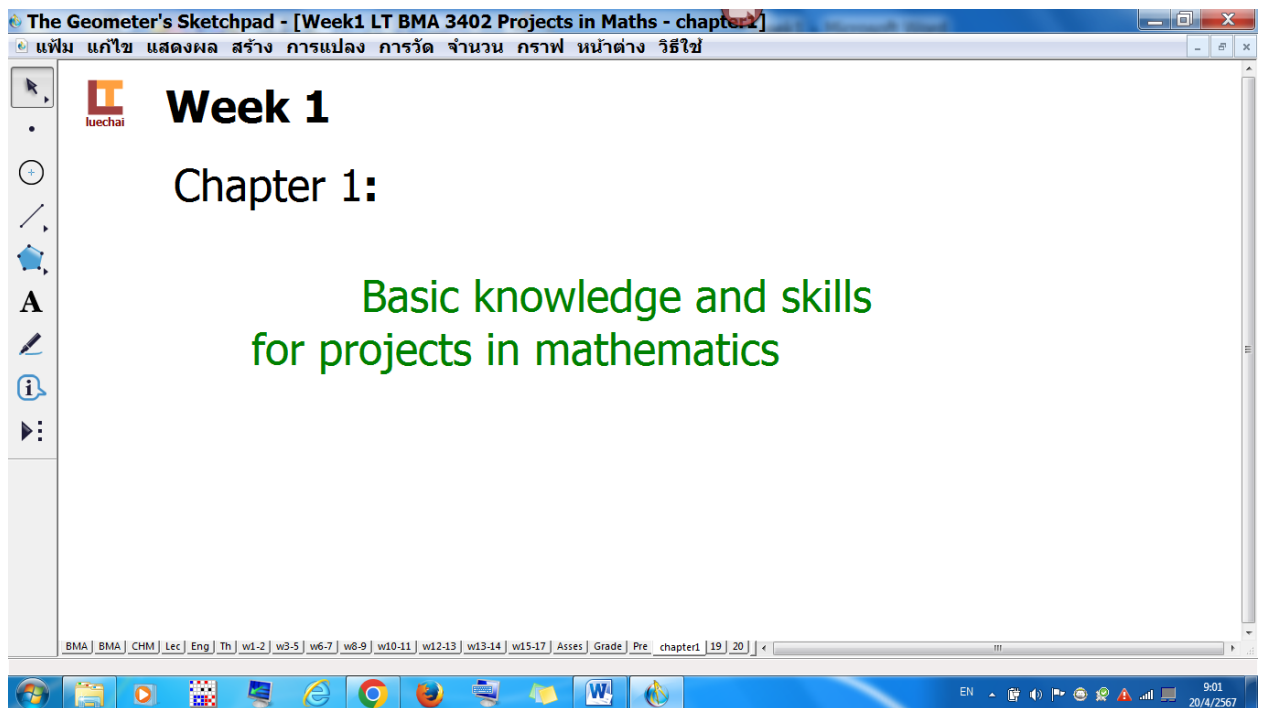 The Geometer's Sketchpad - [Week1 LT BMA 3402 Projects in Maths - chapter1]
แฟ้ม แก้ไข แสดงผล สร้าง การแปลง การวัด จำนวน กราฟ หน้าต่าง วิธีใช้
LT
luechai
Week 1
Chapter 1:
Basic knowledge and skills
for projects in mathematics
A
BMA BMA CHM Lec Eng Th w1-2 w3-5 w6-7 w8-9 w10-11 w12-13 w13-14 w15-17 Asses Grade Pre chapter1 19 20
EN
9:01
20/4/2567